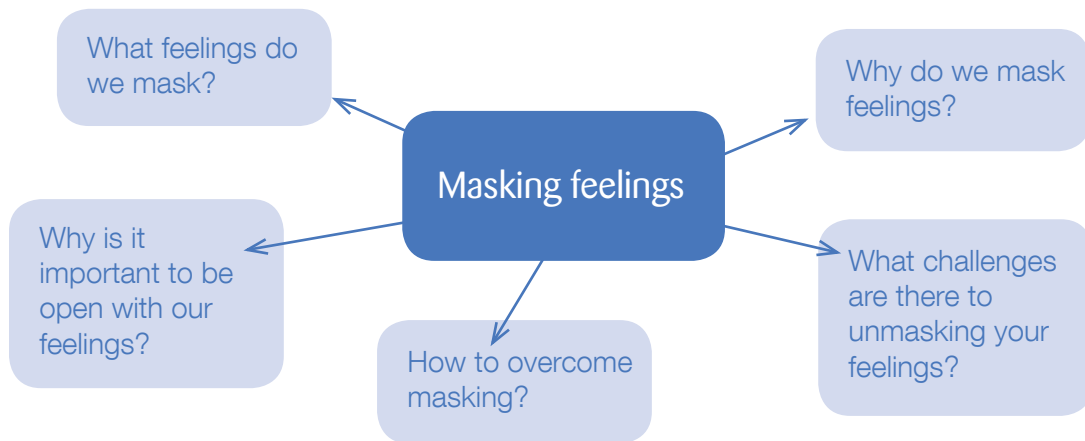 What feelings do
we mask?
Why do we mask
feelings?
Masking feelings
Why is it
important to be
open with our
feelings?
What challenges
are there to
unmasking your
feelings?
How to overcome
masking?